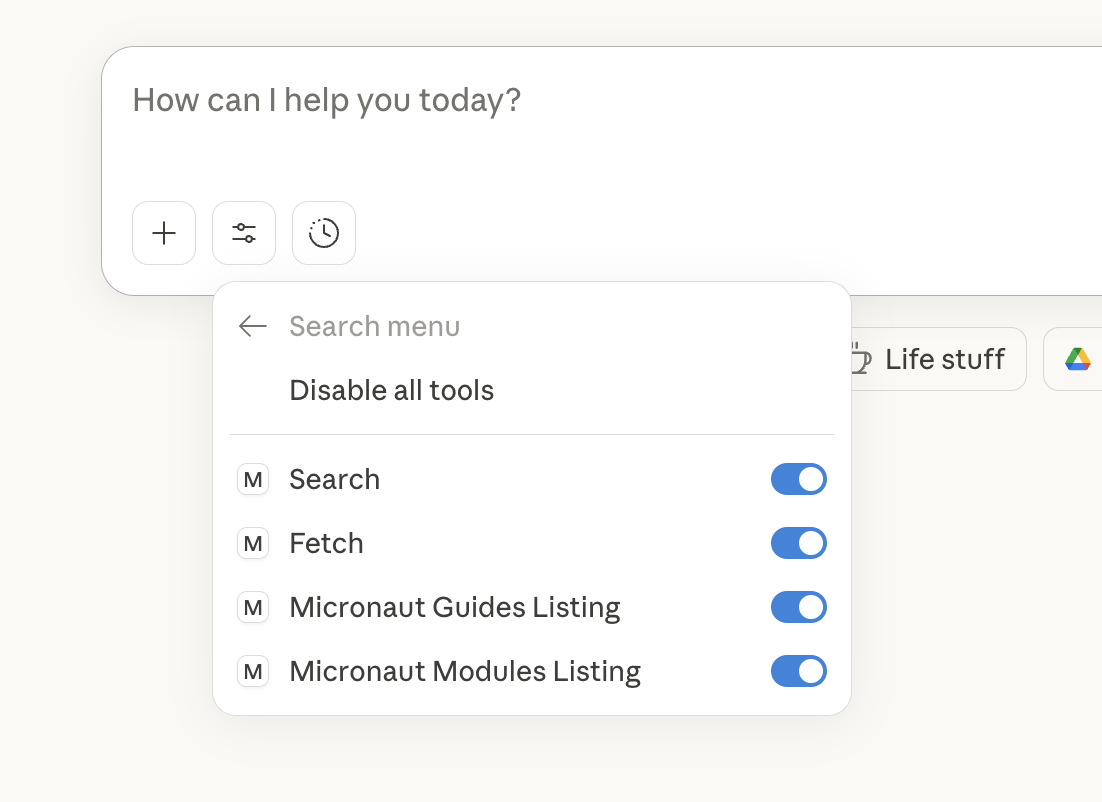 How can I help you today?
Search menu
Life stuff
Disable all tools
M Search
M Fetch
M Micronaut Guides Listing
M Micronaut Modules Listing